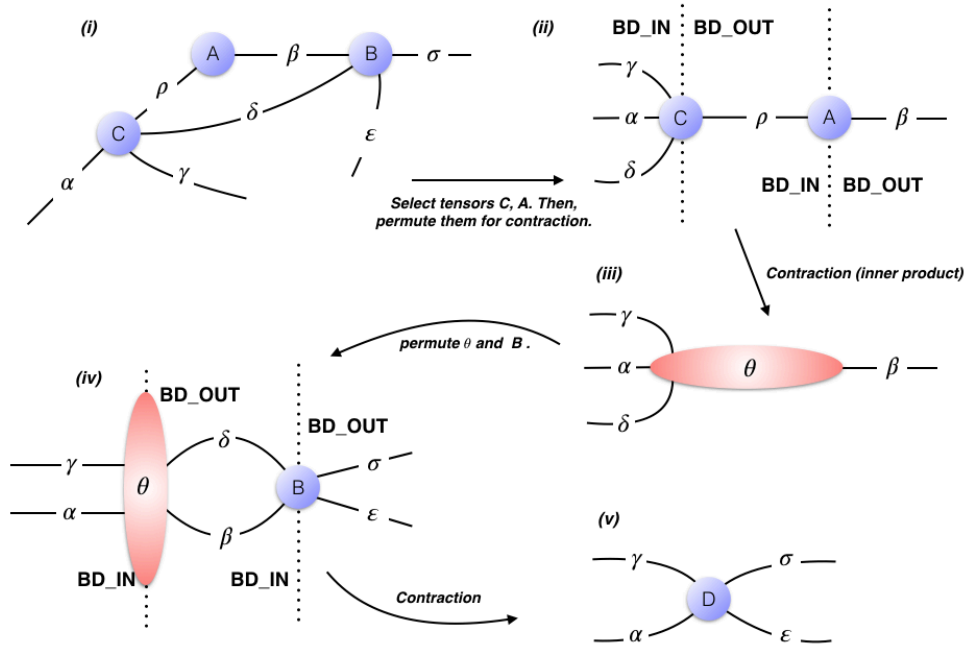 (i)
A
β
B
σ
ρ
δ
C
ε
α
γ
Select tensors C, A. Then,
permute them for contraction.
(ii)
BD_IN
BD_OUT
γ
α
C
ρ
A
β
δ
BD_IN
BD_OUT
Contraction (inner product)
(iii)
γ
α
θ
β
δ
permute θ and B .
(iv)
BD_OUT
BD_OUT
δ
σ
γ
θ
B
α
ε
β
BD_IN
BD_IN
Contraction
(v)
γ
σ
D
α
ε